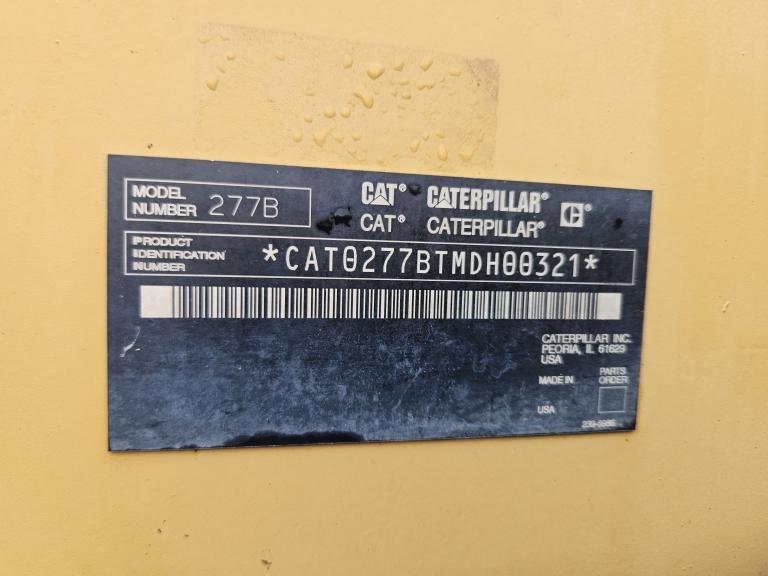 MODEL
NUMBER 277B
CAT® CATERPILLAR®
CAT® CATERPILLAR®
PRODUCT
IDENTIFICATION
NUMBER
*CAT0277BTMDH00321*
CATERPILLAR INC.
PEORIA, IL 61629
USA
MADE IN
PARTS
ORDER
USA